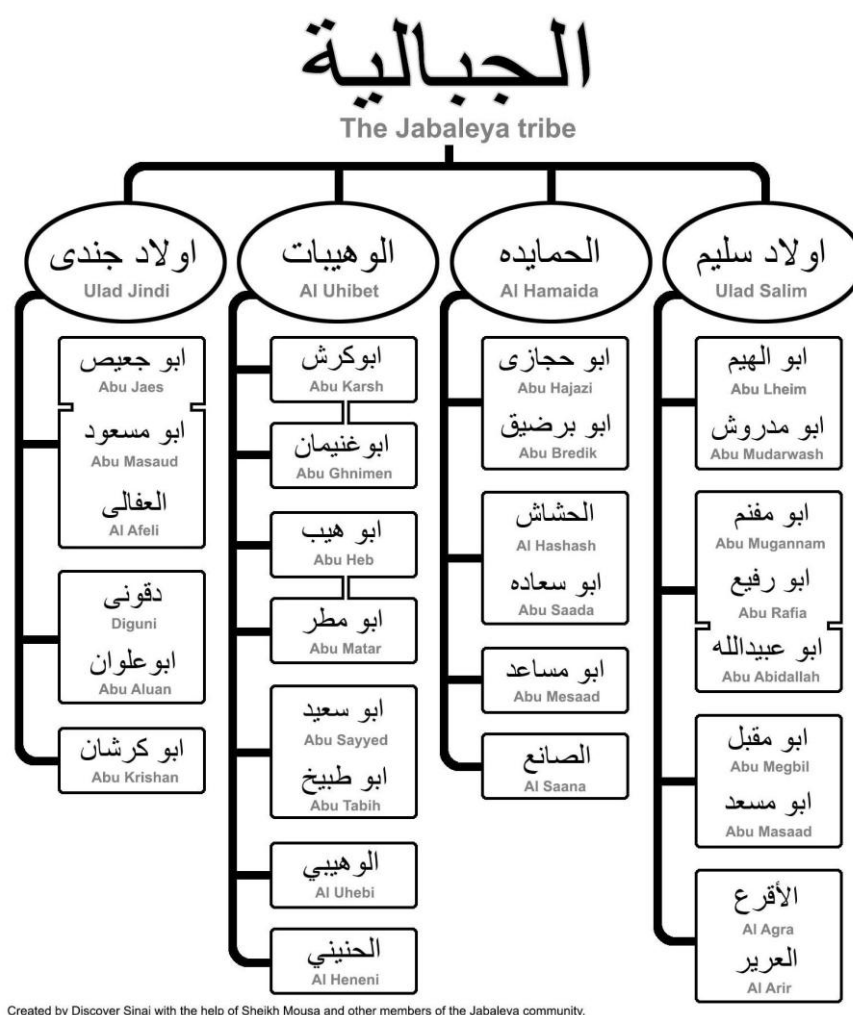 الجبالية
The Jabaleya tribe
اولاد جندى
Ulad Jindi
ابو جعيص
Abu Jaes
ابو مسعود
Abu Masaud
العفالى
Al Afeli
دقونى
Diguni
ابوعلوان
Abu Aluan
ابو كرشان
Abu Krishan
الوهيبات
Al Uhibet
ابوكرش
Abu Karsh
ابوغنيمان
Abu Ghnimen
ابو هيب
Abu Heb
ابو مطر
Abu Matar
ابو سعيد
Abu Sayyed
ابو طبيخ
Abu Tabih
الوهيبي
Al Uhebi
الحنيني
Al Heneni
الحمايده
Al Hamaida
ابو حجازى
Abu Hajazi
ابو برضيق
Abu Bredik
الحشاش
Al Hashash
ابو سعاده
Abu Saada
ابو مساعد
Abu Mesaad
الصانع
Al Saana
اولاد سليم
Ulad Salim
ابو الهيم
Abu Lheim
ابو مدروش
Abu Mudarwash
ابو مفنم
Abu Mugannam
ابو رفيع
Abu Rafia
ابو عبيدالله
Abu Abidallah
ابو مقبل
Abu Megbil
ابو مسعد
Abu Masaad
الأقرع
Al Agra
العرير
Al Arir
Created by Discover Sinai with the help of Sheikh Mousa and other members of the Jabaleya community.